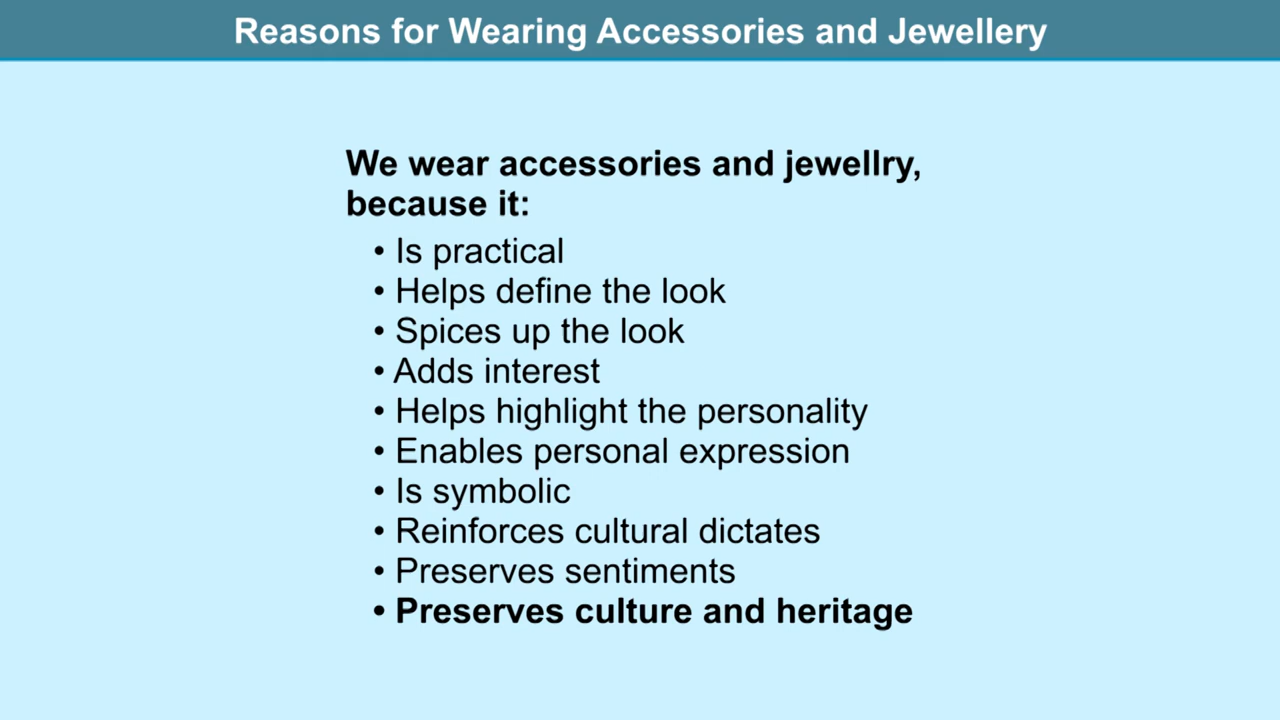 Reasons for Wearing Accessories and Jewellery
We wear accessories and jewellry,
because it:
• Is practical
• Helps define the look
• Spices up the look
• Adds interest
• Helps highlight the personality
• Enables personal expression
• Is symbolic
• Reinforces cultural dictates
• Preserves sentiments
• Preserves culture and heritage